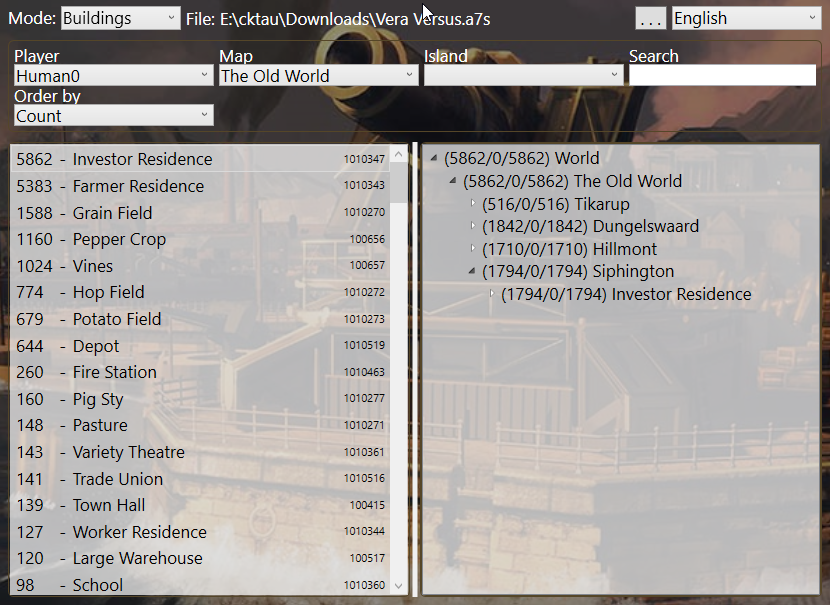 Mode: Buildings File: E:\cktau\Downloads\Vera Versus.a7s ... English
Player Map Island Search
Human0 The Old World
Order by
Count
5862 - Investor Residence 1010347
5383 - Farmer Residence 1010343
1588 - Grain Field 1010270
1160 - Pepper Crop 100656
1024 - Vines 100657
774 - Hop Field 1010272
679 - Potato Field 1010273
644 - Depot 1010519
260 - Fire Station 1010463
160 - Pig Sty 1010277
148 - Pasture 1010271
143 - Variety Theatre 1010361
141 - Trade Union 1010516
139 - Town Hall 100415
127 - Worker Residence 1010344
120 - Large Warehouse 100517
98 - School 1010360
(5862/0/5862) World
(5862/0/5862) The Old World
(516/0/516) Tikarup
(1842/0/1842) Dungelswaard
(1710/0/1710) Hillmont
(1794/0/1794) Siphington
(1794/0/1794) Investor Residence